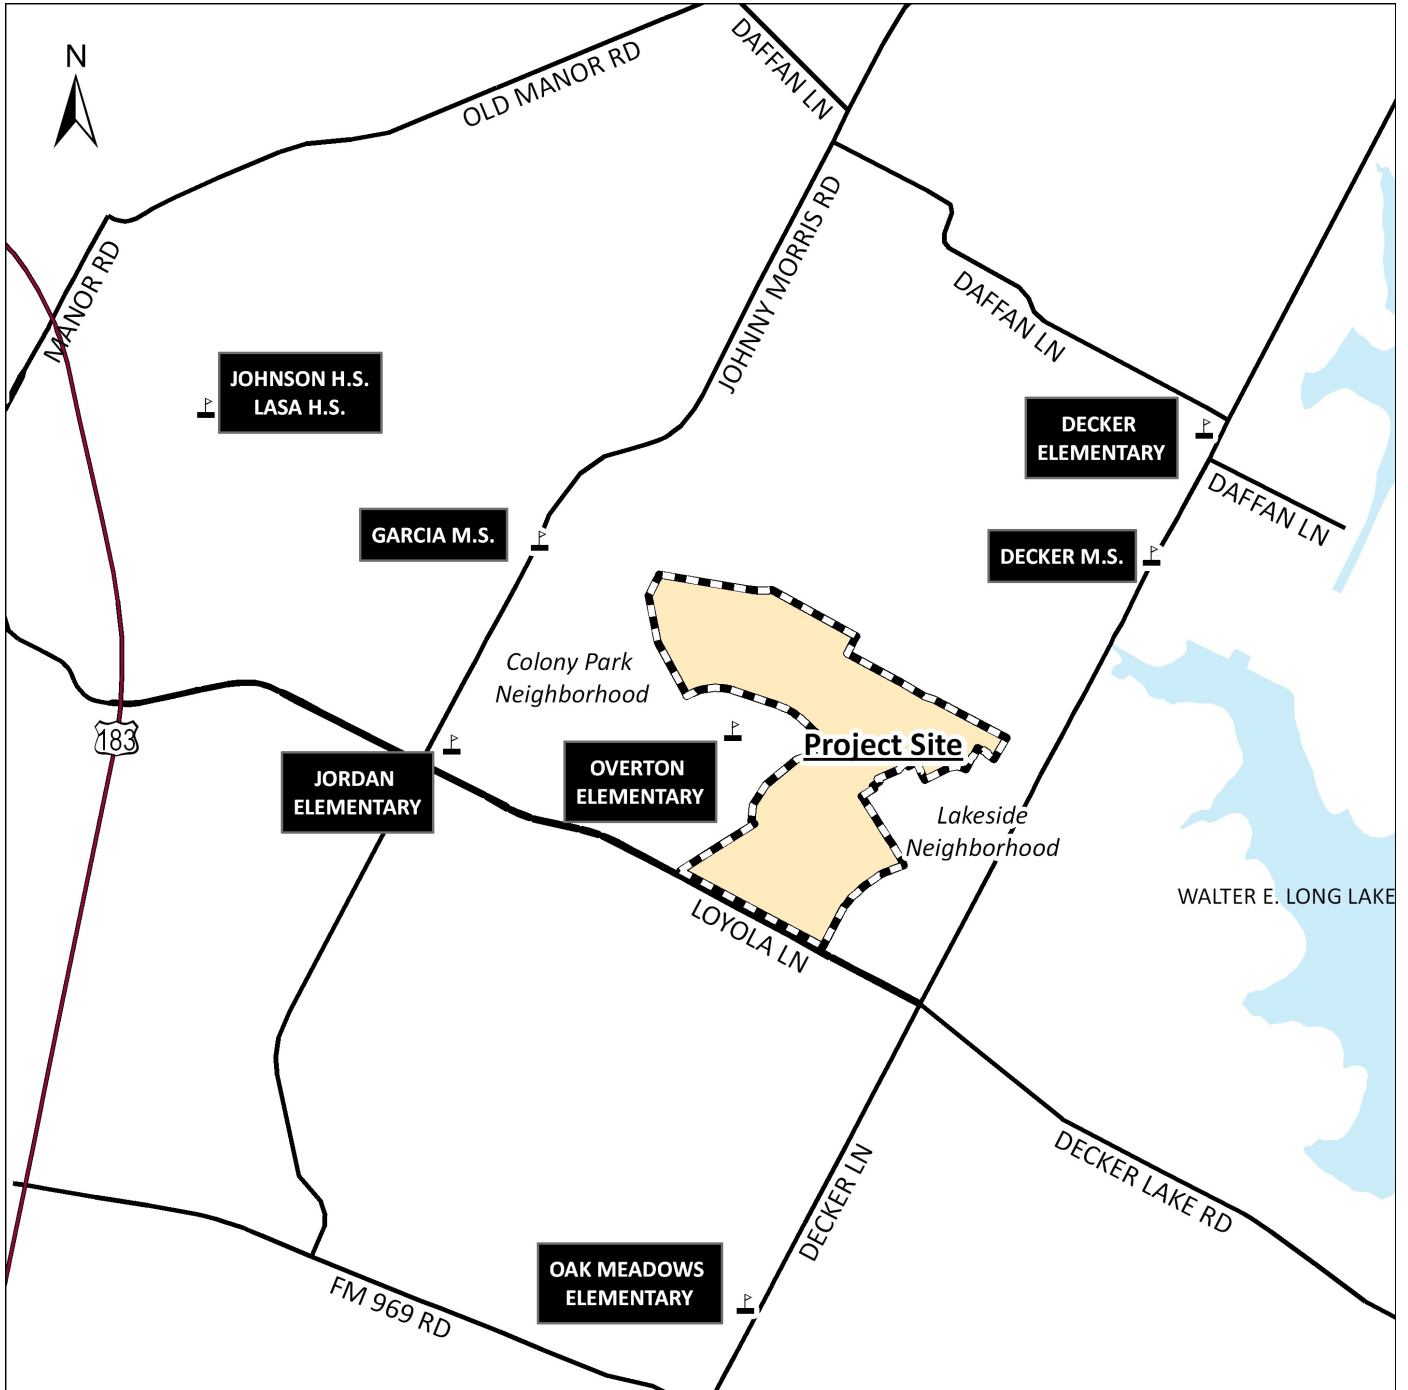 N
OLD MANOR RD
DAFFAN LN
MANOR RD
JOHNNY MORRIS RD
DAFFAN LN
JOHNSON H.S.
LASA H.S.
DECKER
ELEMENTARY
DAFFAN LN
GARCIA M.S.
DECKER M.S.
Colony Park
Neighborhood
183
Project Site
JORDAN
ELEMENTARY
OVERTON
ELEMENTARY
Lakeside
Neighborhood
WALTER E. LONG LAKE
LOYOLA LN
DECKER LN
DECKER LAKE RD
OAK MEADOWS
ELEMENTARY
FM 969 RD